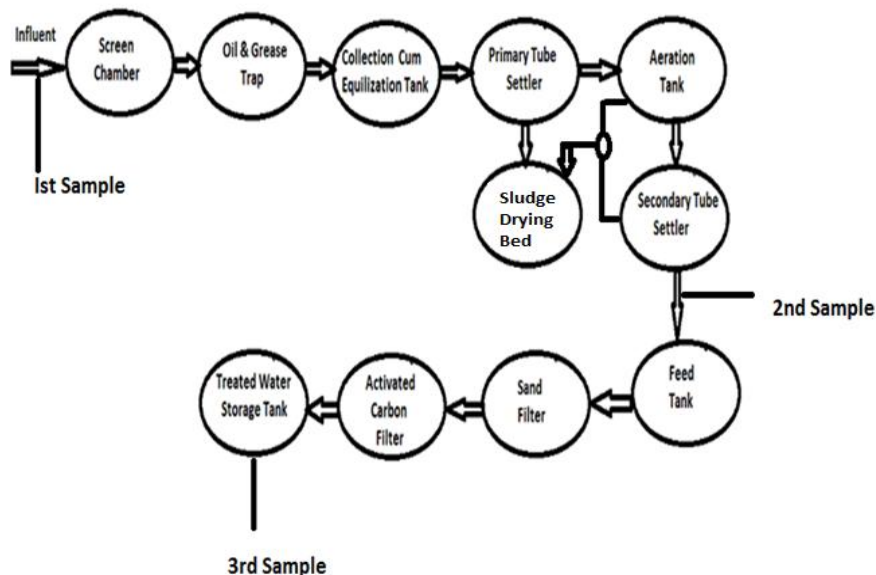 Influent
Screen
Chamber
Oil & Grease
Trap
Collection Cum
Equilization Tank
Primary Tube
Settler
Aeration
Tank
Ist Sample
Sludge
Drying
Bed
Secondary Tube
Settler
2nd Sample
Treated Water
Storage Tank
Activated
Carbon
Filter
Sand
Filter
Feed
Tank
3rd Sample